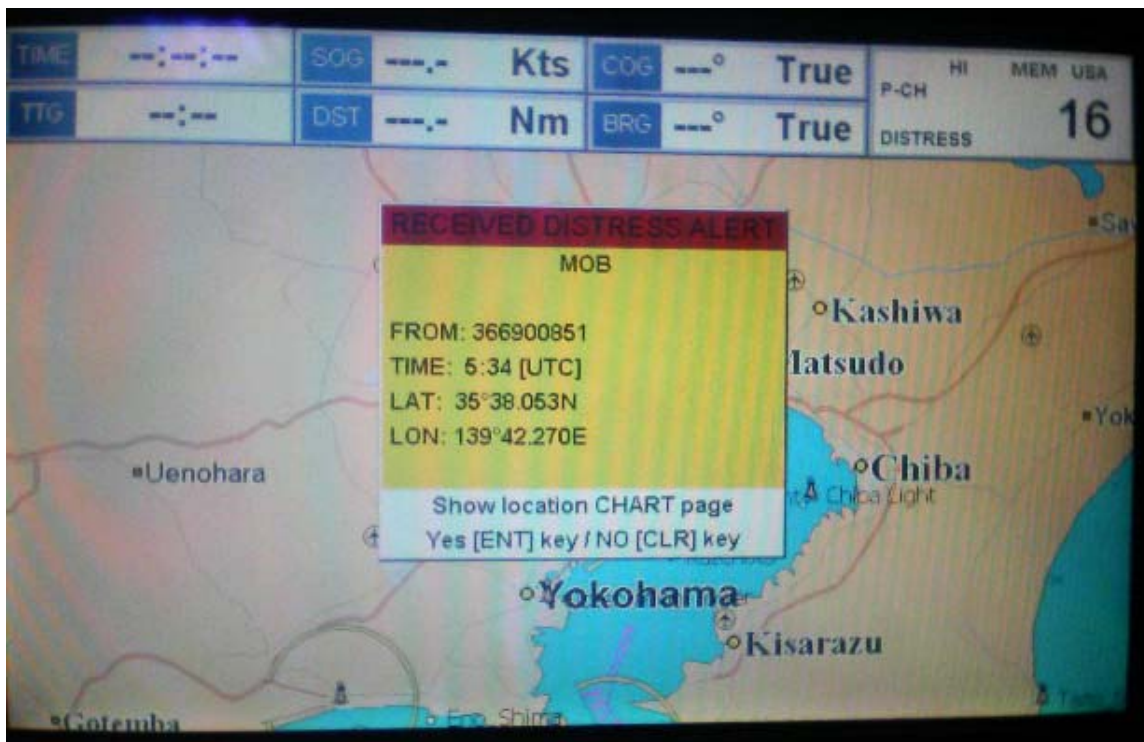 TIME --:--:-- SOG ---.- Kts COG ---° True HI MEM USA
P-CH
TTG --:-- DST ---.- Nm BRG ---° True 16
DISTRESS
RECEIVED DISTRESS ALERT
MOB
FROM: 366900851
TIME: 5:34 [UTC]
LAT: 35°38.053N
LON: 139°42.270E
Show location CHART page
Yes [ENT] key / NO [CLR] key
Kashiwa
Chiba
Uenohara
Chiba Light
Yokohama
Kisarazu
Gotemba